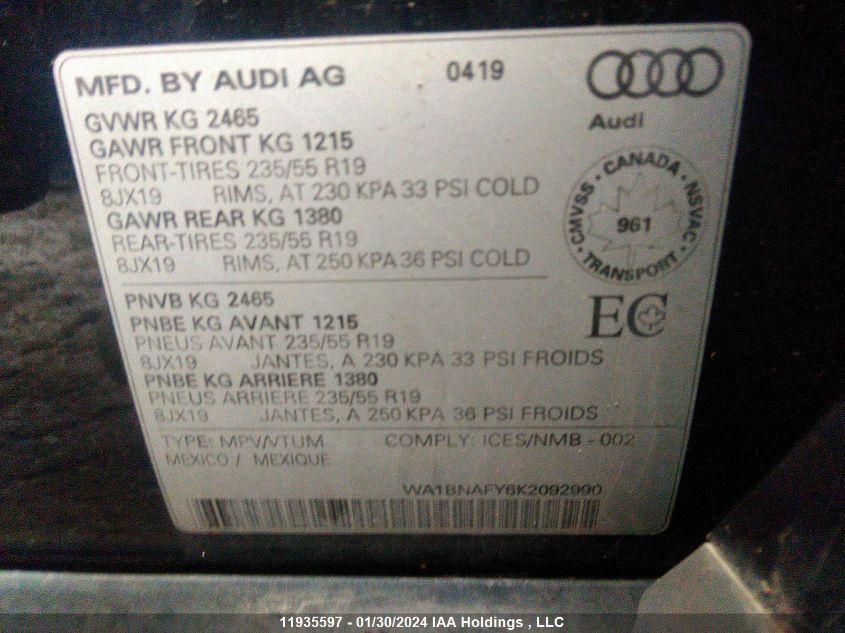 MFD. BY AUDI AG 0419
Audi
GVWR KG 2465
GAWR FRONT KG 1215
FRONT-TIRES 235/55 R19
8JX19 RIMS, AT 230 KPA 33 PSI COLD
GAWR REAR KG 1380
REAR-TIRES 235/55 R19
8JX19 RIMS, AT 250 KPA 36 PSI COLD
CMVSS • CANADA • NSVAC • TRANSPORT •
961
PNVB KG 2465
PNBE KG AVANT 1215
PNEUS AVANT 235/55 R19
8JX19 JANTES, A 230 KPA 33 PSI FROIDS
PNBE KG ARRIERE 1380
PNEUS ARRIERE 235/55 R19
8JX19 JANTES, A 250 KPA 36 PSI FROIDS
EC
TYPE: MPV/VTUM COMPLY: ICES/NMB - 002
MEXICO / MEXIQUE
WA1BNAFY6K2092990
11935597 - 01/30/2024 IAA Holdings , LLC